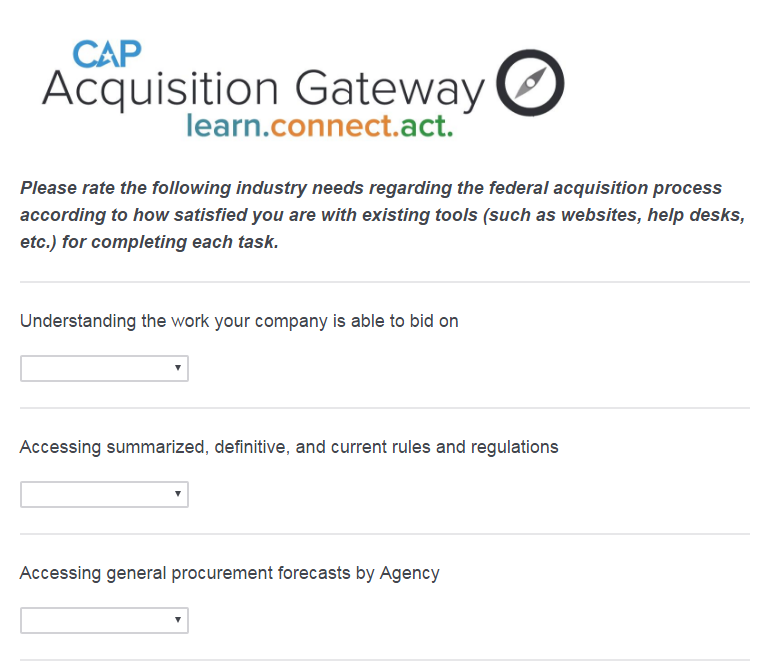 CAP
Acquisition Gateway
learn.connect.act.
Please rate the following industry needs regarding the federal acquisition process
according to how satisfied you are with existing tools (such as websites, help desks,
etc.) for completing each task.
Understanding the work your company is able to bid on
Accessing summarized, definitive, and current rules and regulations
Accessing general procurement forecasts by Agency